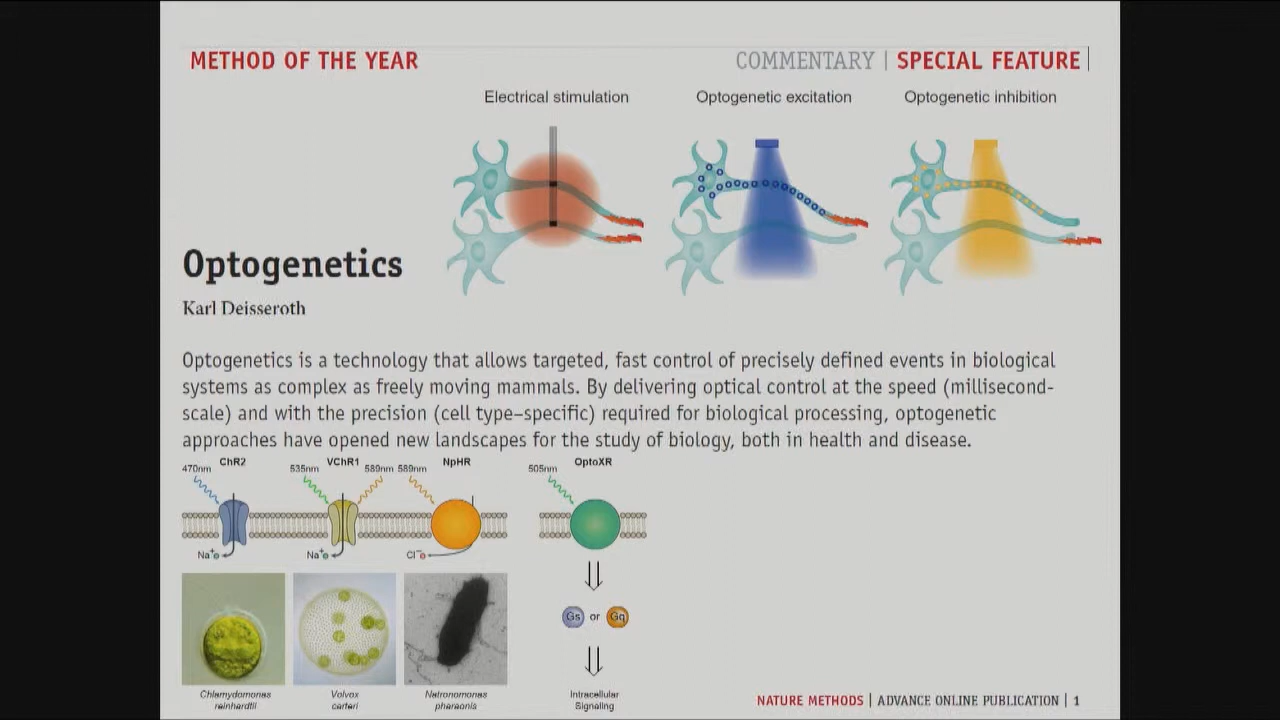 METHOD OF THE YEAR
COMMENTARY | SPECIAL FEATURE
Electrical stimulation
Optogenetic excitation
Optogenetic inhibition
Optogenetics
Karl Deisseroth
Optogenetics is a technology that allows targeted, fast control of precisely defined events in biological
systems as complex as freely moving mammals. By delivering optical control at the speed (millisecond-
scale) and with the precision (cell type–specific) required for biological processing, optogenetic
approaches have opened new landscapes for the study of biology, both in health and disease.
ChR2
VChR1
NpHR
OptoXR
470nm
535nm
589nm
589nm
505nm
Na+
Na+
Cl−
Gs or Gq
Chlamydomonas
reinhardtii
Volvox
carteri
Natronomonas
pharaonis
Intracellular
Signaling
NATURE METHODS | ADVANCE ONLINE PUBLICATION | 1